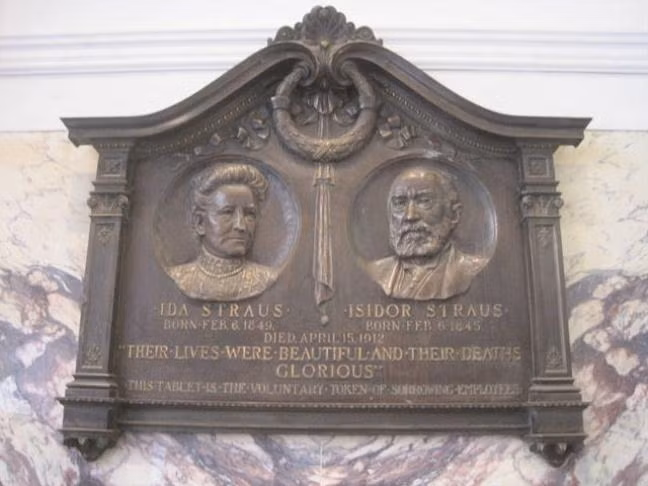 ·IDA STRAUS· ·ISIDOR STRAUS·
BORN·FEB. 6. 1849. BORN·FEB·6·1845
DIED, APRIL 15, 1912
"THEIR·LIVES·WERE·BEAUTIFUL·AND·THEIR·DEATHS
GLORIOUS"
·THIS·TABLET·IS·THE·VOLUNTARY·TOKEN·OF·SORROWING·EMPLOYEES·